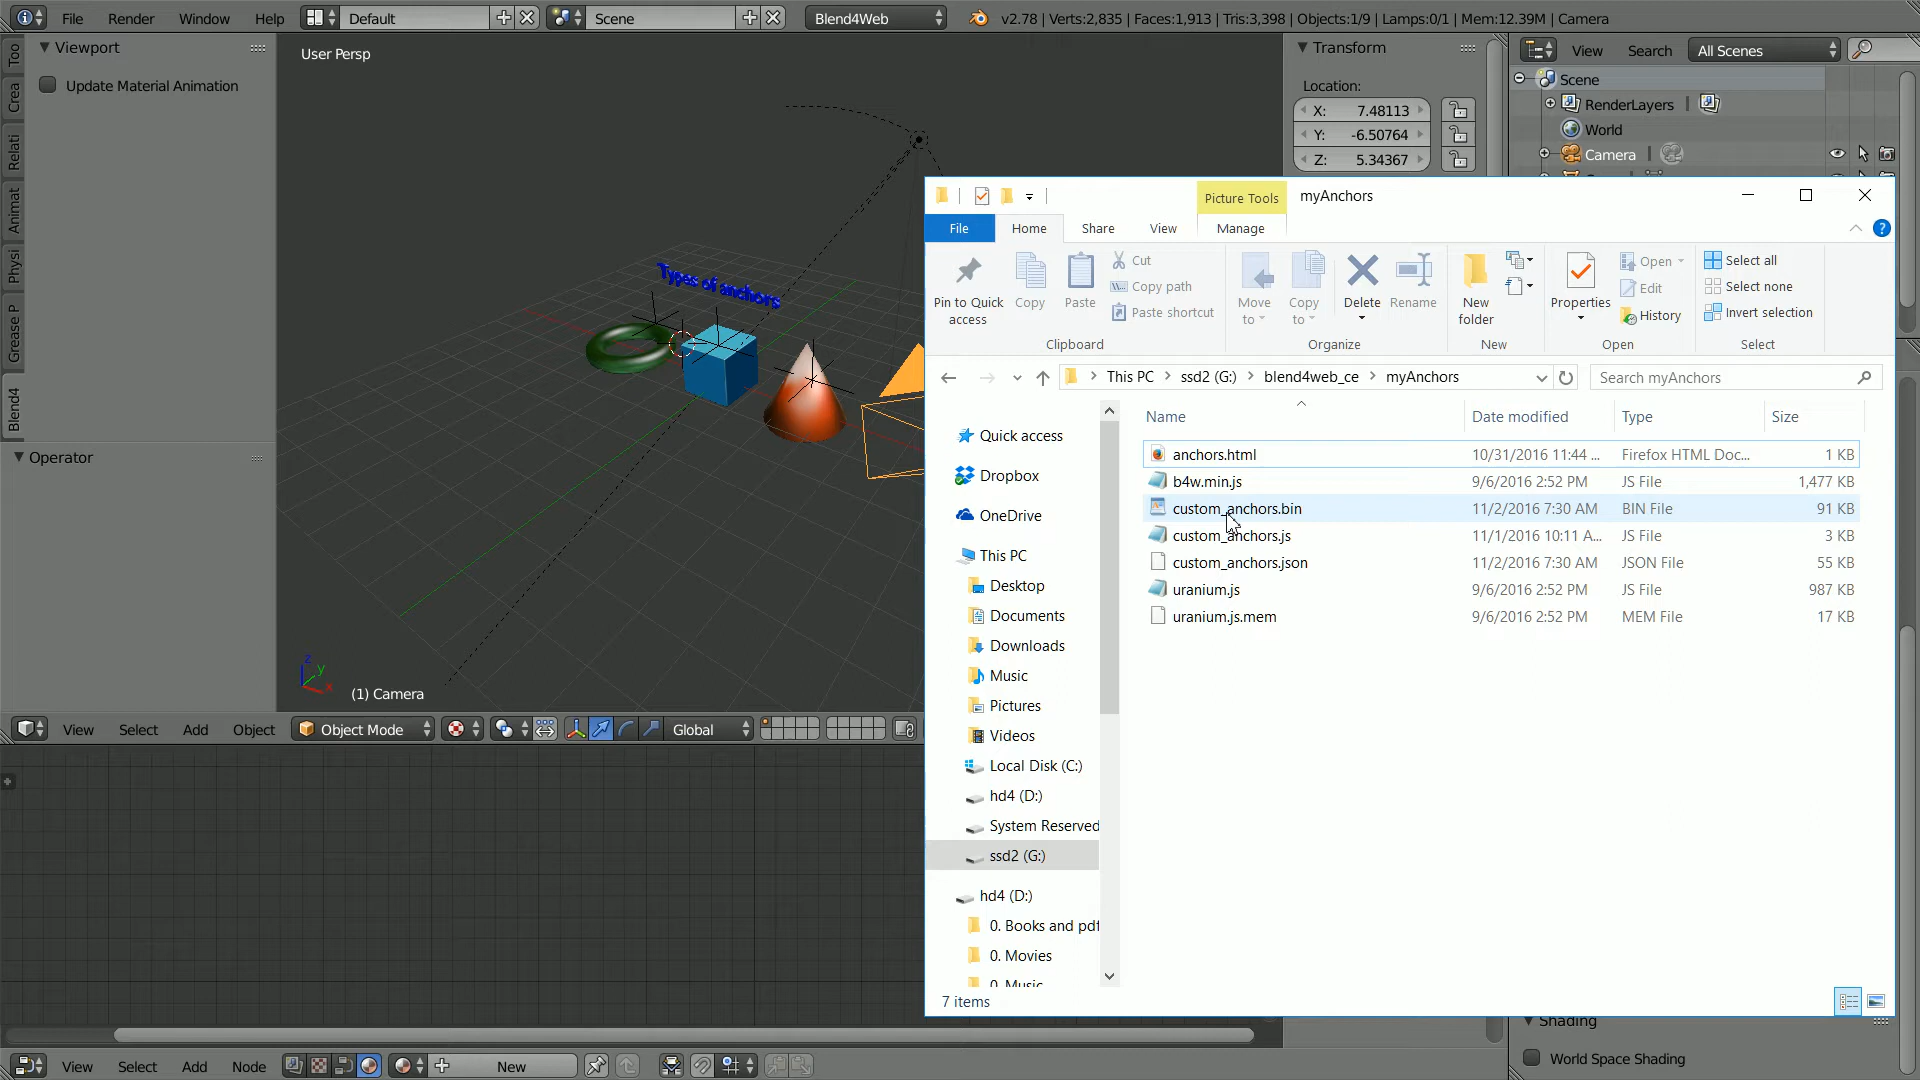 File Render Window Help Default Scene Blend4Web v2.78 | Verts:2,835 | Faces:1,913 | Tris:3,398 | Objects:1/9 | Lamps:0/1 | Mem:12.39M | Camera
Viewport
Update Material Animation
Operator
Too
Crea
Relati
Animat
Physi
Grease P
Blend4
User Persp
Types of anchors
z
y
x
(1) Camera
Transform
Location:
X: 7.48113
Y: -6.50764
Z: 5.34367
View Search All Scenes
Scene
RenderLayers
World
Camera
Picture Tools myAnchors
File Home Share View Manage
Pin to Quick access
Copy
Paste
Cut
Copy path
Paste shortcut
Clipboard
Move to
Copy to
Delete
Rename
Organize
New folder
New
Properties
Open
Edit
History
Open
Select all
Select none
Invert selection
Select
This PC ssd2 (G:) blend4web_ce myAnchors Search myAnchors
Quick access
Dropbox
OneDrive
This PC
Desktop
Documents
Downloads
Music
Pictures
Videos
Local Disk (C:)
hd4 (D:)
System Reserved
ssd2 (G:)
hd4 (D:)
0. Books and pdf
0. Movies
0. Music
Name Date modified Type Size
anchors.html 10/31/2016 11:44 ... Firefox HTML Doc... 1 KB
b4w.min.js 9/6/2016 2:52 PM JS File 1,477 KB
custom_anchors.bin 11/2/2016 7:30 AM BIN File 91 KB
custom_anchors.js 11/1/2016 10:11 A... JS File 3 KB
custom_anchors.json 11/2/2016 7:30 AM JSON File 55 KB
uranium.js 9/6/2016 2:52 PM JS File 987 KB
uranium.js.mem 9/6/2016 2:52 PM MEM File 17 KB
7 items
View Select Add Object Object Mode Global
Shading
World Space Shading
View Select Add Node New